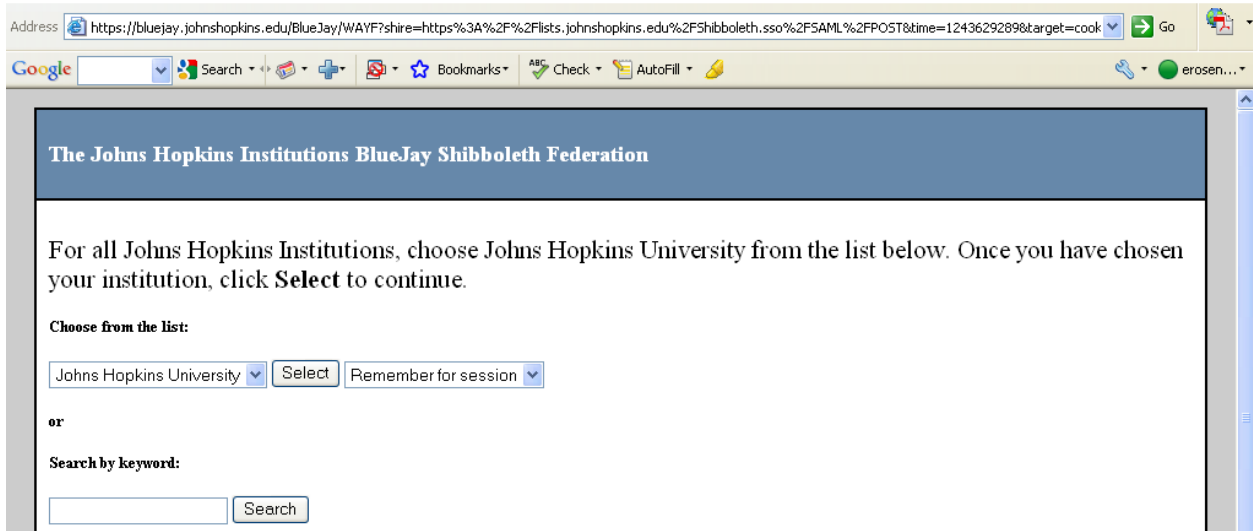 Address https://bluejay.johnshopkins.edu/BlueJay/WAYF?shire=https%3A%2F%2Flists.johnshopkins.edu%2FShibboleth.sso%2FSAML%2FPOST&time=1243629289&target=cook Go
Google Search Bookmarks ABC Check AutoFill erosen...
The Johns Hopkins Institutions BlueJay Shibboleth Federation
For all Johns Hopkins Institutions, choose Johns Hopkins University from the list below. Once you have chosen
your institution, click Select to continue.
Choose from the list:
Johns Hopkins University Select Remember for session
or
Search by keyword:
Search